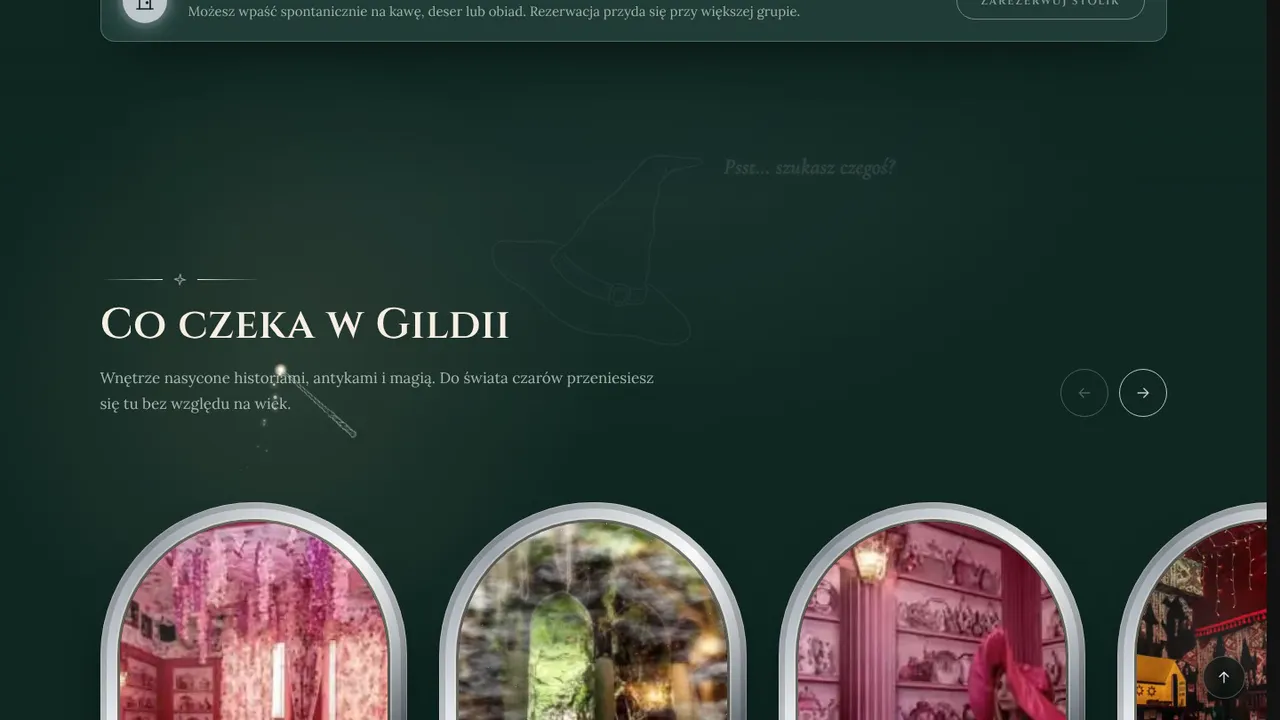 Możesz wpaść spontanicznie na kawę, deser lub obiad. Rezerwacja przyda się przy większej grupie.
ZAREZERWUJ STOLIK
Psst... szukasz czegoś?
Co czeka w Gildii
Wnętrze nasycone historiami, antykami i magią. Do świata czarów przeniesiesz
się tu bez względu na wiek.